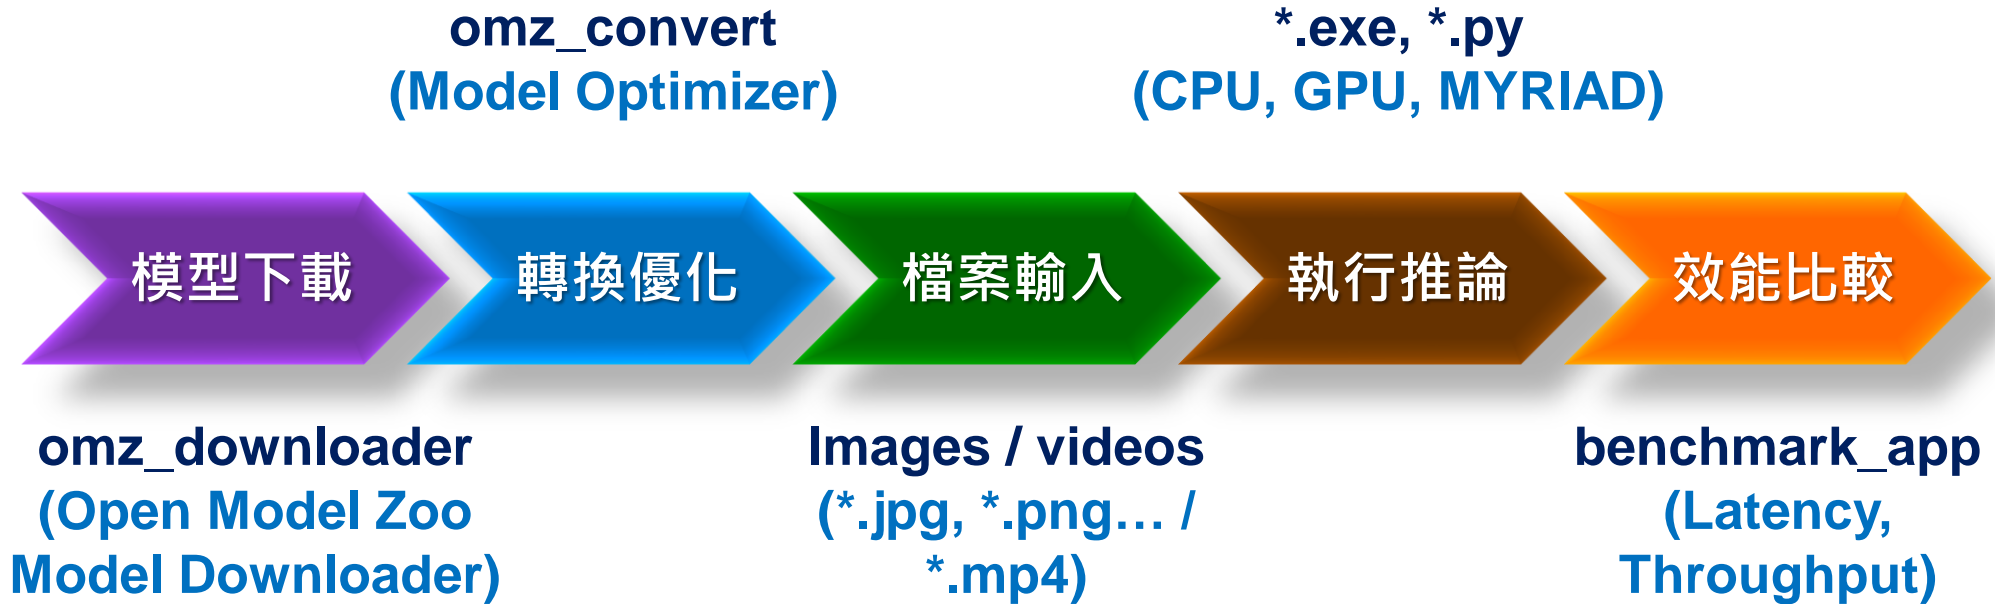 omz_convert
(Model Optimizer)
*.exe, *.py
(CPU, GPU, MYRIAD)
模型下載
轉換優化
檔案輸入
執行推論
效能比較
omz_downloader
(Open Model Zoo
Model Downloader)
Images / videos
(*.jpg, *.png… /
*.mp4)
benchmark_app
(Latency,
Throughput)